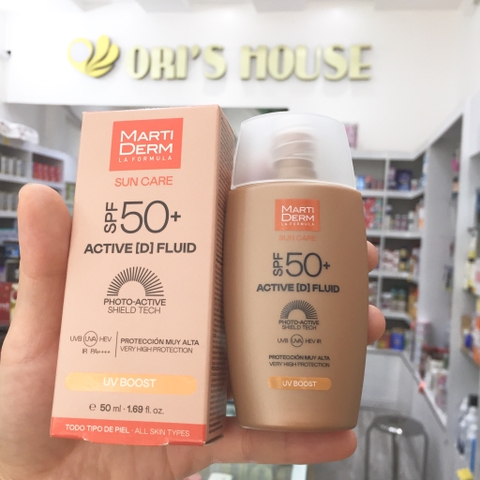 ORI'S HOUSE
MARTI
DERM
LA FORMULA
SUN CARE
SPF 50+
ACTIVE [D] FLUID
PHOTO-ACTIVE
SHIELD TECH
UVB UVA HEV
IR PA++++
PROTECCIÓN MUY ALTA
VERY HIGH PROTECTION
UV BOOST
e 50 ml · 1.69 fl. oz.
TODO TIPO DE PIEL · ALL SKIN TYPES
MARTI
DERM
LA FORMULA
SUN CARE
SPF 50+
ACTIVE [D] FLUID
PHOTO-ACTIVE
SHIELD TECH
UVB UVA HEV IR
PROTECCIÓN MUY ALTA
VERY HIGH PROTECTION
UV BOOST